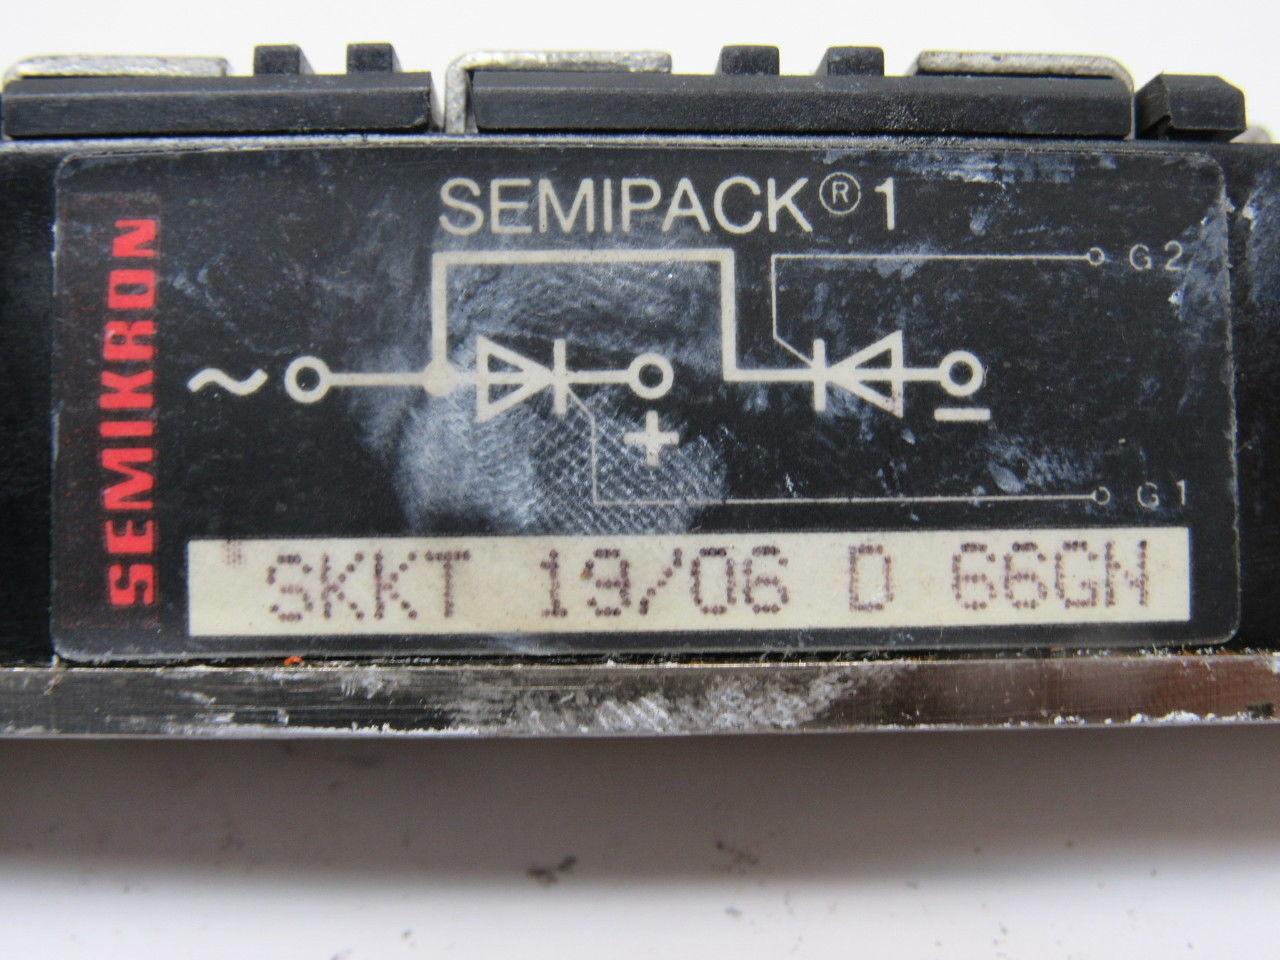 SEMIPACK® 1
SEMIKRON
G2
~
+
−
G1
SKKT 19/06 D 66GN